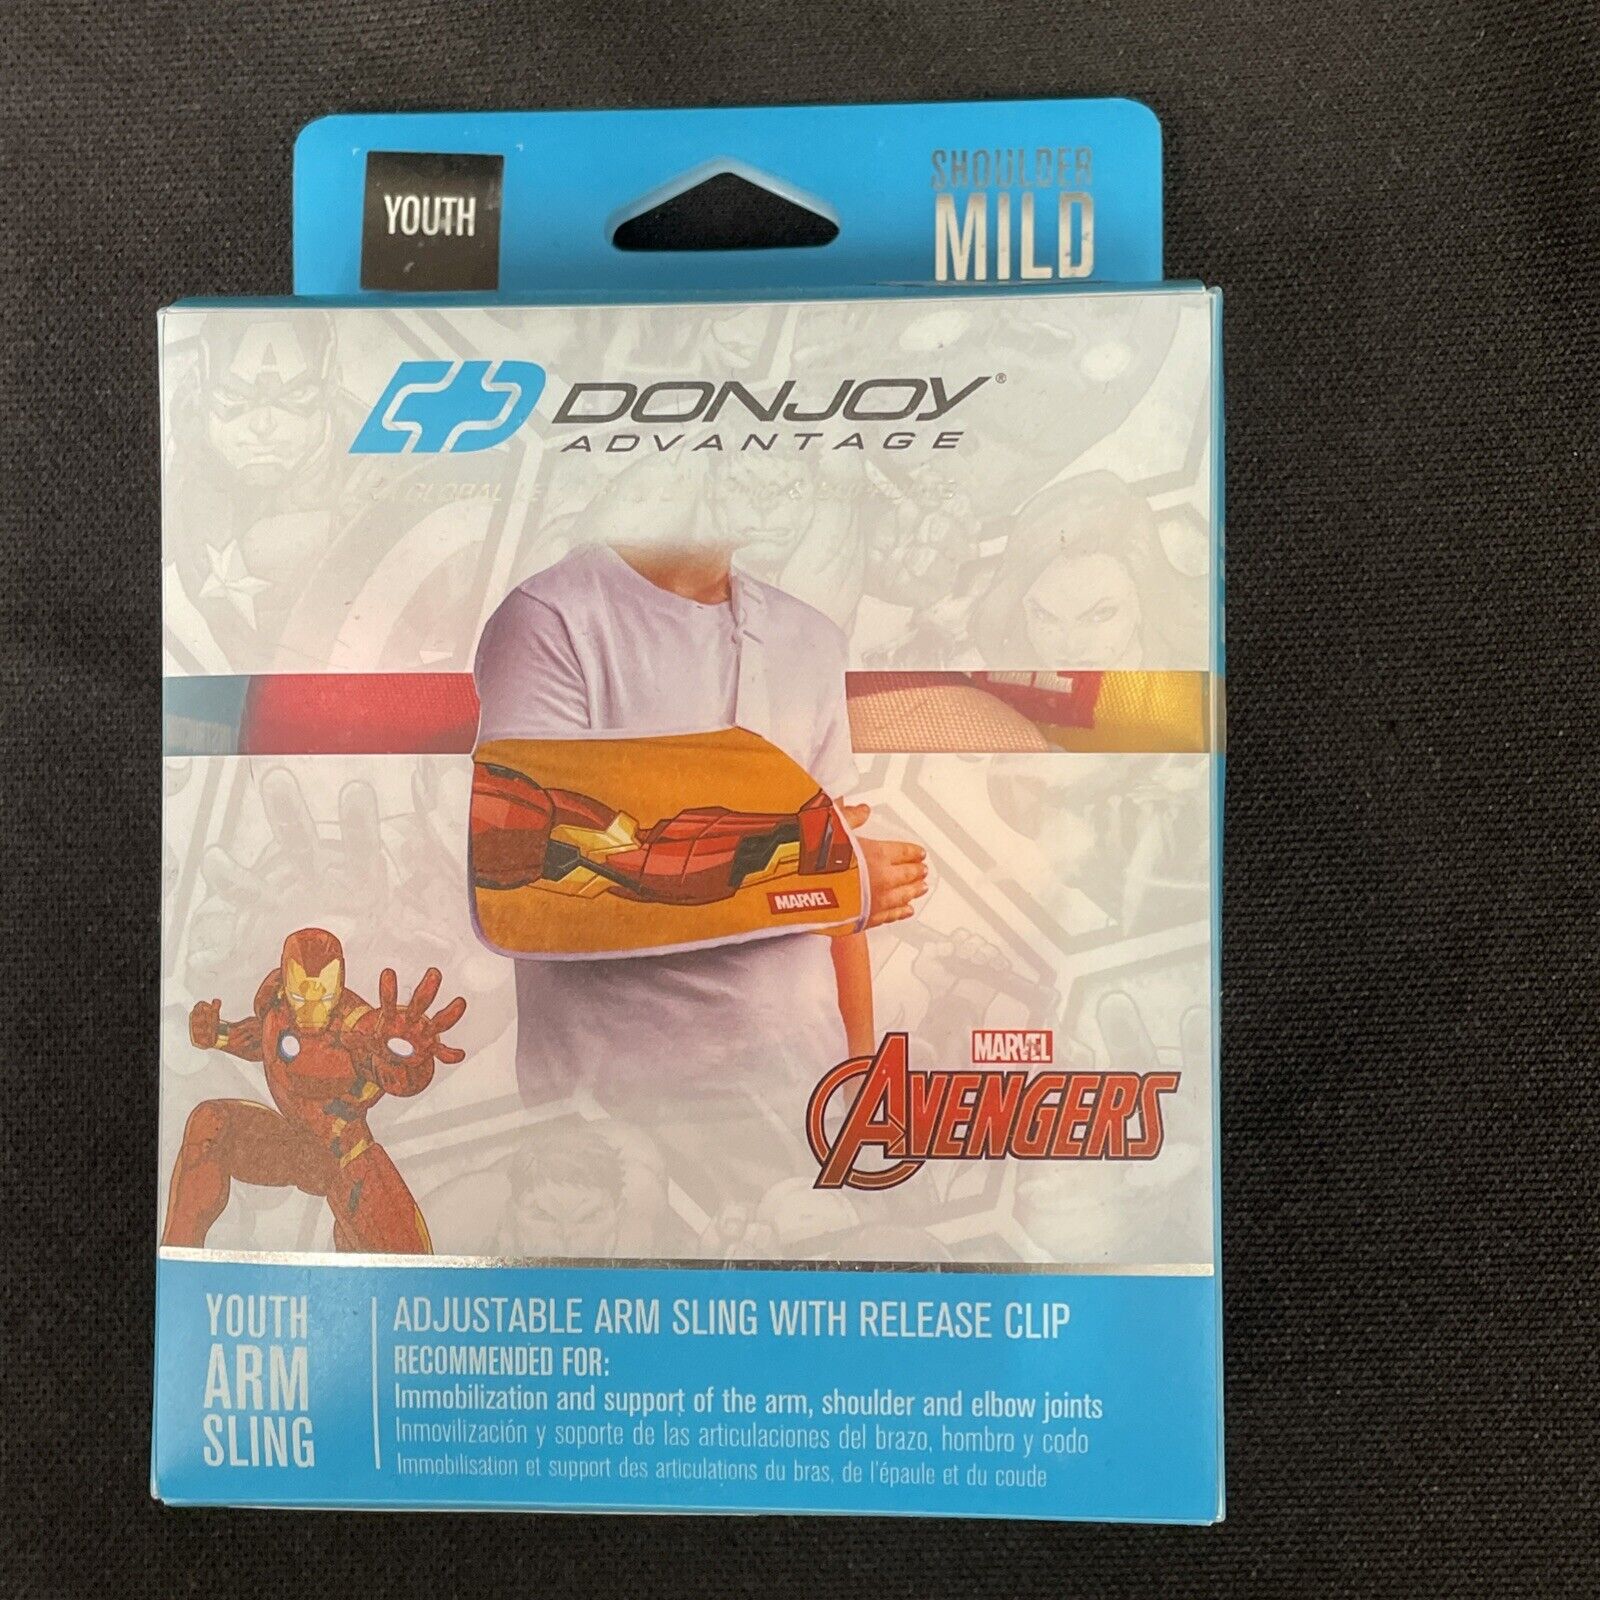 YOUTH
SHOULDER
MILD
DONJOY®
ADVANTAGE
GLOBAL
MARVEL
MARVEL
AVENGERS
YOUTH
ARM
SLING
ADJUSTABLE ARM SLING WITH RELEASE CLIP
RECOMMENDED FOR:
Immobilization and support of the arm, shoulder and elbow joints
Inmovilización y soporte de las articulaciones del brazo, hombro y codo
Immobilisation et support des articulations du bras, de l'épaule et du coude